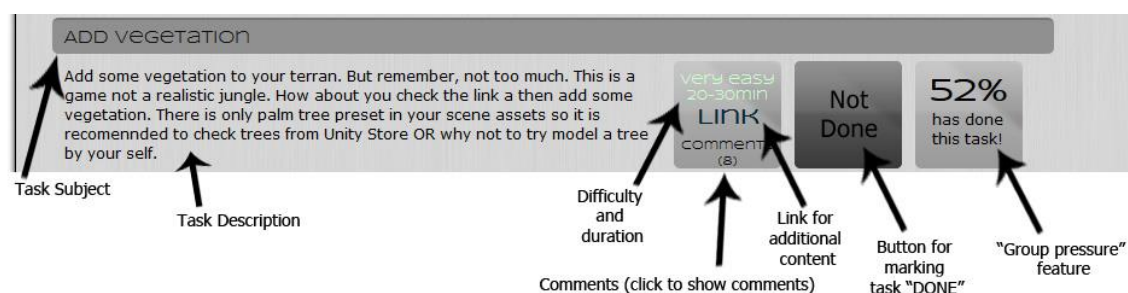 ADD VEGETATION
Add some vegetation to your terran. But remember, not too much. This is a
game not a realistic jungle. How about you check the link a then add some
vegetation. There is only palm tree preset in your scene assets so it is
recomennded to check trees from Unity Store OR why not to try model a tree
by your self.
very easy
20-30min
Link
comments
(8)
Not
Done
52%
has done
this task!
Task Subject
Task Description
Difficulty
and
duration
Comments (click to show comments)
Link for
additional
content
Button for
marking
task “DONE”
“Group pressure”
feature